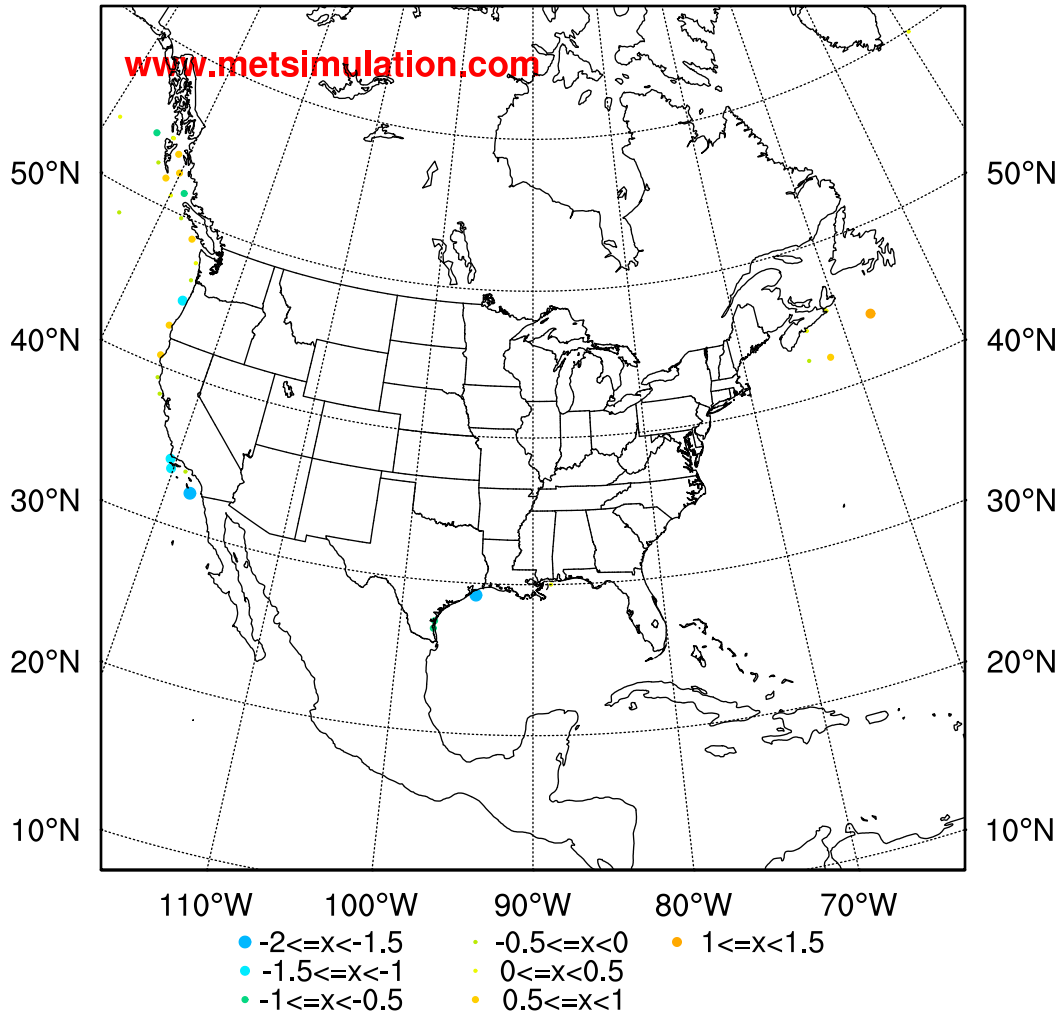 www.metsimulation.com
50°N 50°N
40°N 40°N
30°N 30°N
20°N 20°N
10°N 10°N
110°W 100°W 90°W 80°W 70°W
-2<=x<-1.5 -0.5<=x<0 1<=x<1.5
-1.5<=x<-1 0<=x<0.5
-1<=x<-0.5 0.5<=x<1